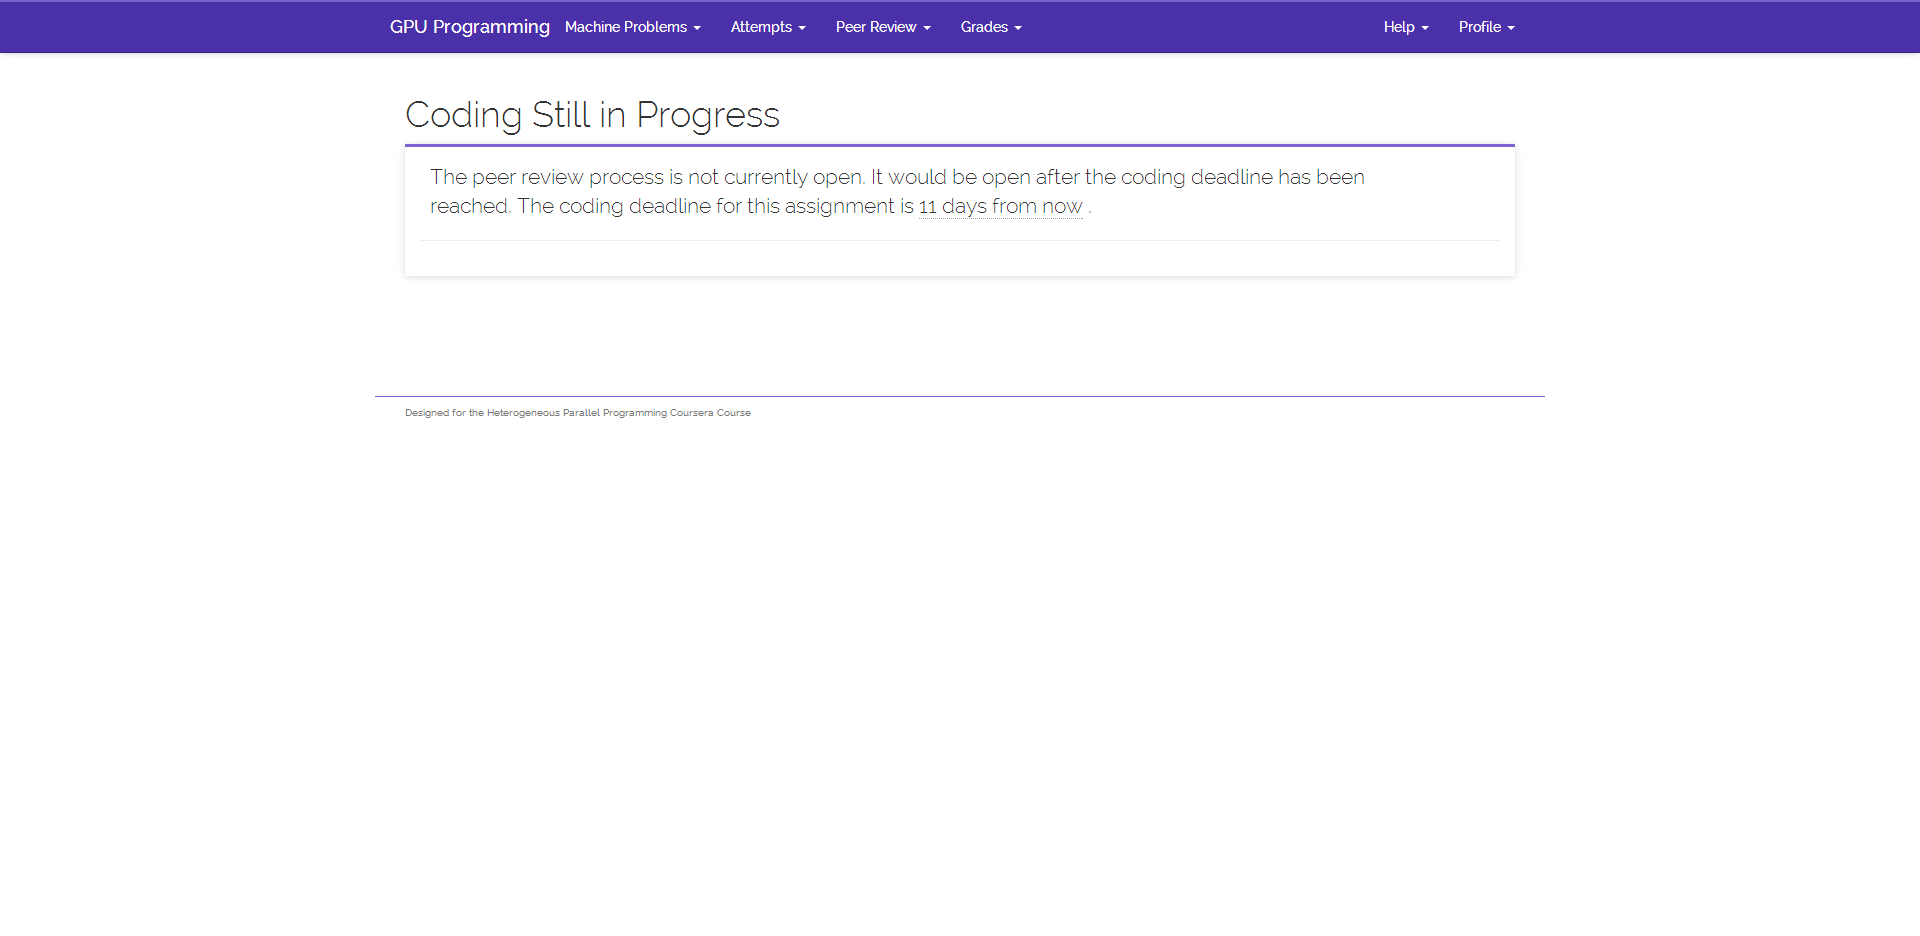 GPU Programming Machine Problems Attempts Peer Review Grades Help Profile
Coding Still in Progress
The peer review process is not currently open. It would be open after the coding deadline has been
reached. The coding deadline for this assignment is 11 days from now .
Designed for the Heterogeneous Parallel Programming Coursera Course